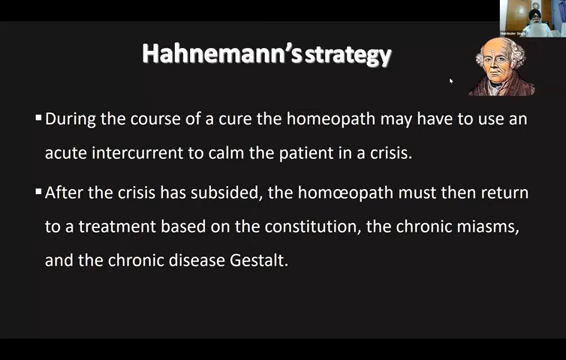 Hahnemann's strategy
▪During the course of a cure the homeopath may have to use an
acute intercurrent to calm the patient in a crisis.
▪After the crisis has subsided, the homœopath must then return
to a treatment based on the constitution, the chronic miasms,
and the chronic disease Gestalt.